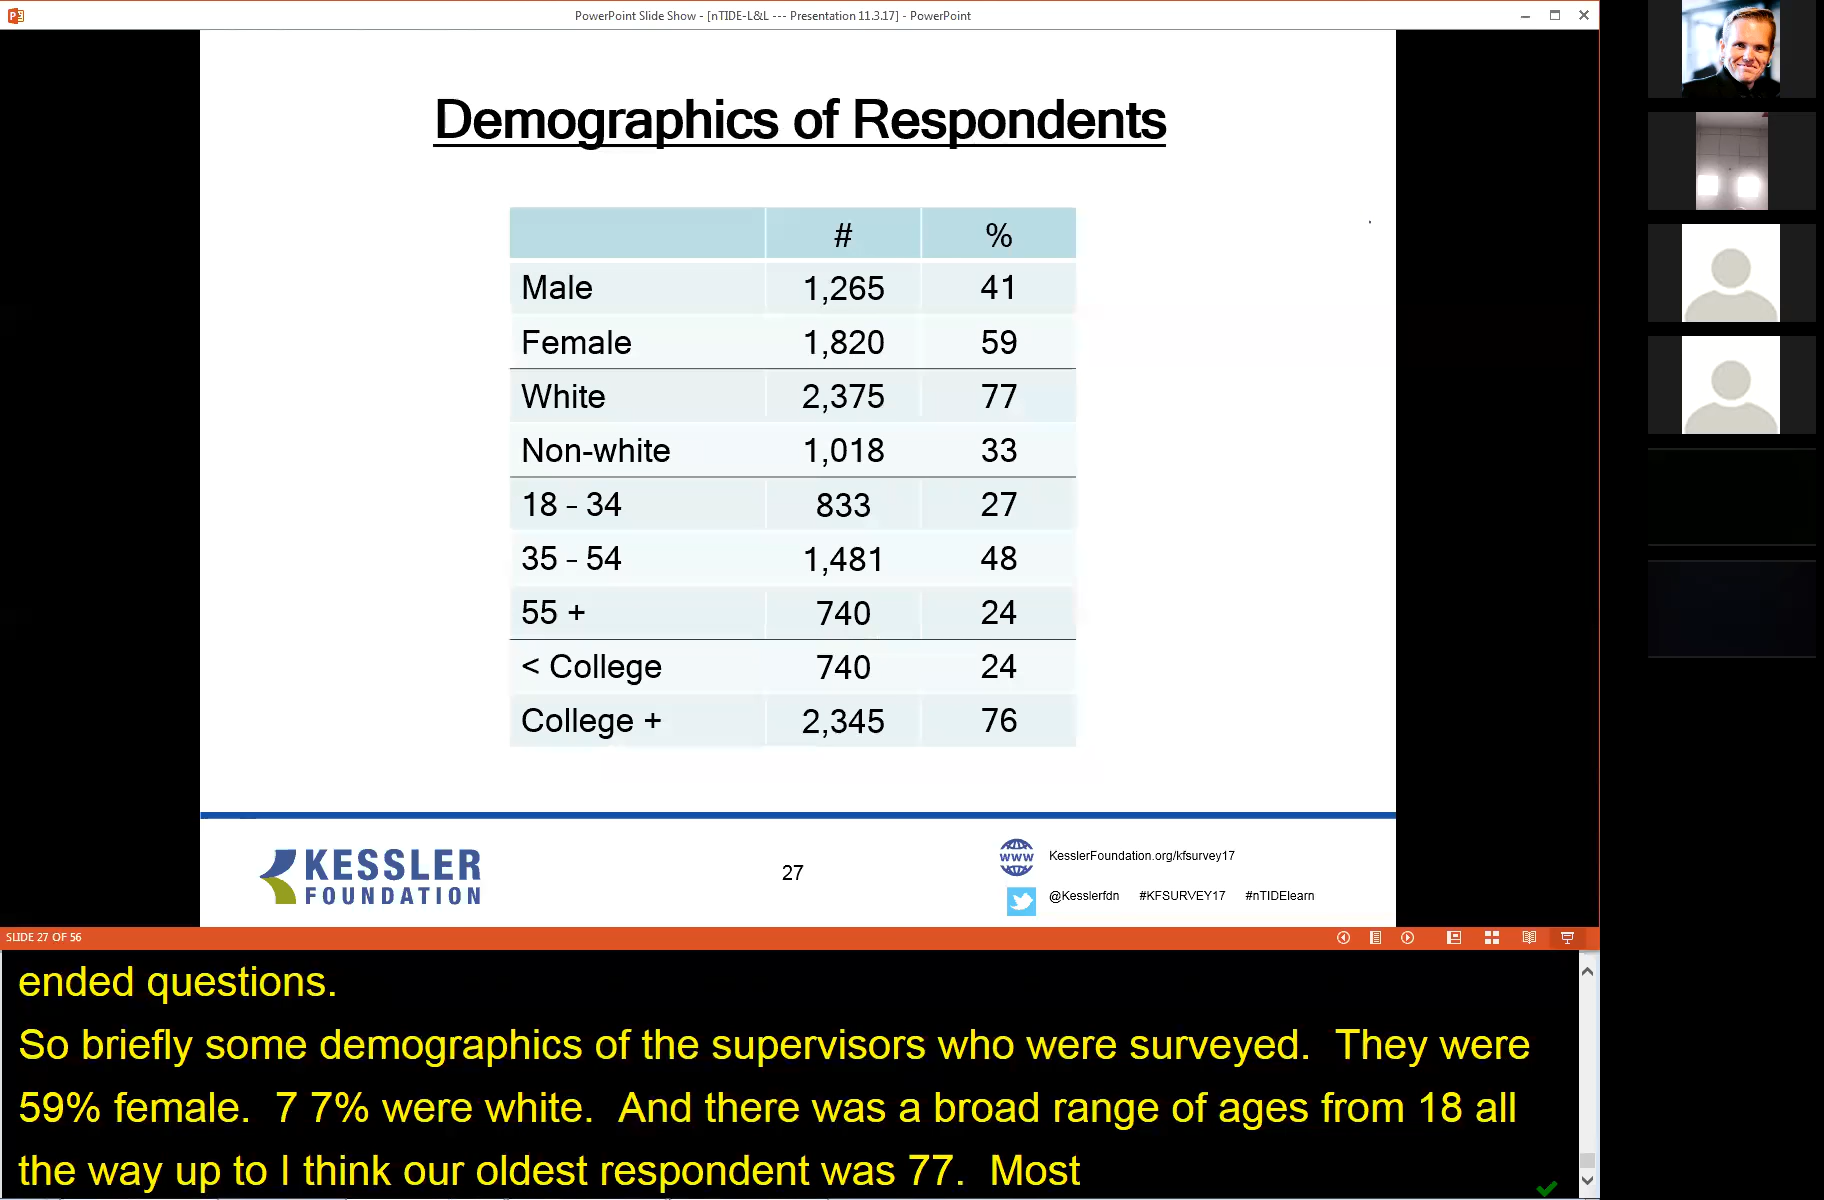 PowerPoint Slide Show - [nTIDE-L&L --- Presentation 11.3.17] - PowerPoint
Demographics of Respondents
# %
Male 1,265 41
Female 1,820 59
White 2,375 77
Non-white 1,018 33
18 - 34 833 27
35 - 54 1,481 48
55 + 740 24
< College 740 24
College + 2,345 76
KESSLER
FOUNDATION
27
www KesslerFoundation.org/kfsurvey17
@Kesslerfdn #KFSURVEY17 #nTIDElearn
SLIDE 27 OF 56
ended questions.
So briefly some demographics of the supervisors who were surveyed. They were
59% female. 7 7% were white. And there was a broad range of ages from 18 all
the way up to I think our oldest respondent was 77. Most